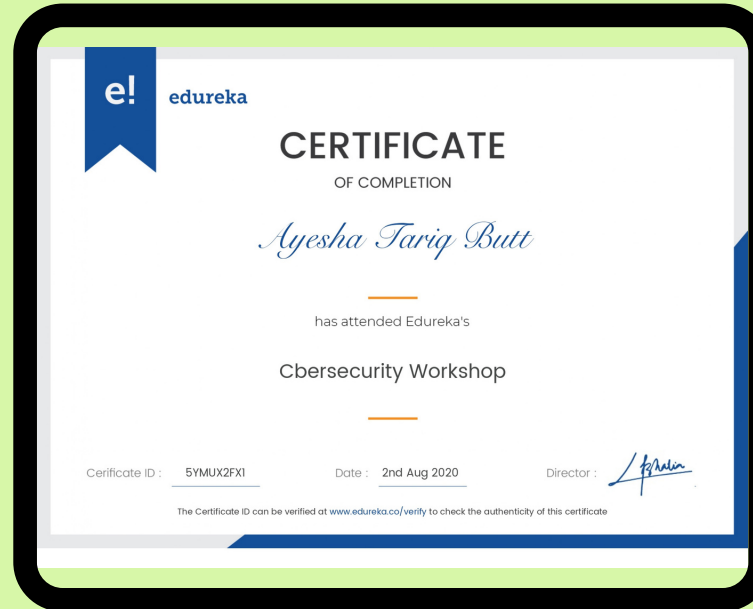 e! edureka
CERTIFICATE
OF COMPLETION
Ayesha Tariq Butt
has attended Edureka's
Cbersecurity Workshop
Cerificate ID : 5YMUX2FX1 Date : 2nd Aug 2020 Director :
The Certificate ID can be verified at www.edureka.co/verify to check the authenticity of this certificate